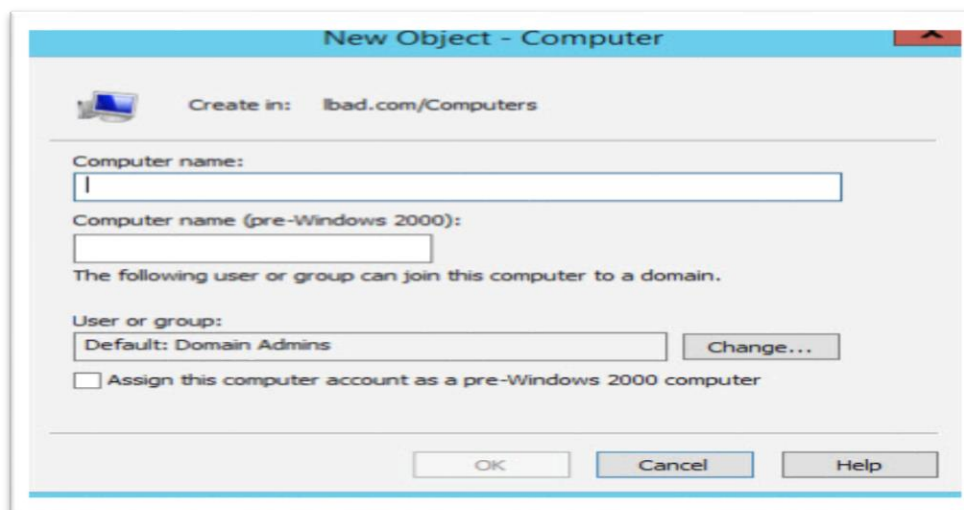 New Object - Computer
Create in: lbad.com/Computers
Computer name:
Computer name (pre-Windows 2000):
The following user or group can join this computer to a domain.
User or group:
Default: Domain Admins
Change...
Assign this computer account as a pre-Windows 2000 computer
OK Cancel Help